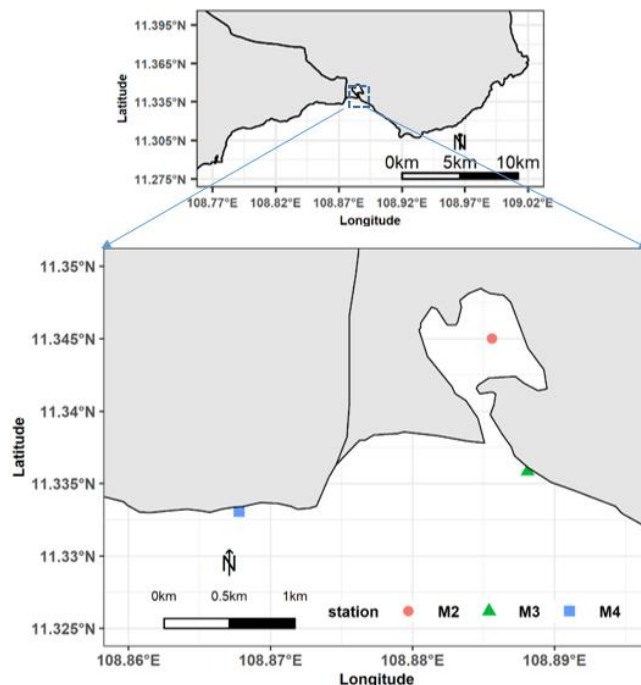 11.395°N
11.365°N
11.335°N
11.305°N
11.275°N
Latitude
N
0km 5km 10km
108.77°E 108.82°E 108.87°E 108.92°E 108.97°E 109.02°E
Longitude
11.35°N
11.345°N
11.34°N
11.335°N
11.33°N
11.325°N
Latitude
N
0km 0.5km 1km
station M2 M3 M4
108.86°E 108.87°E 108.88°E 108.89°E
Longitude